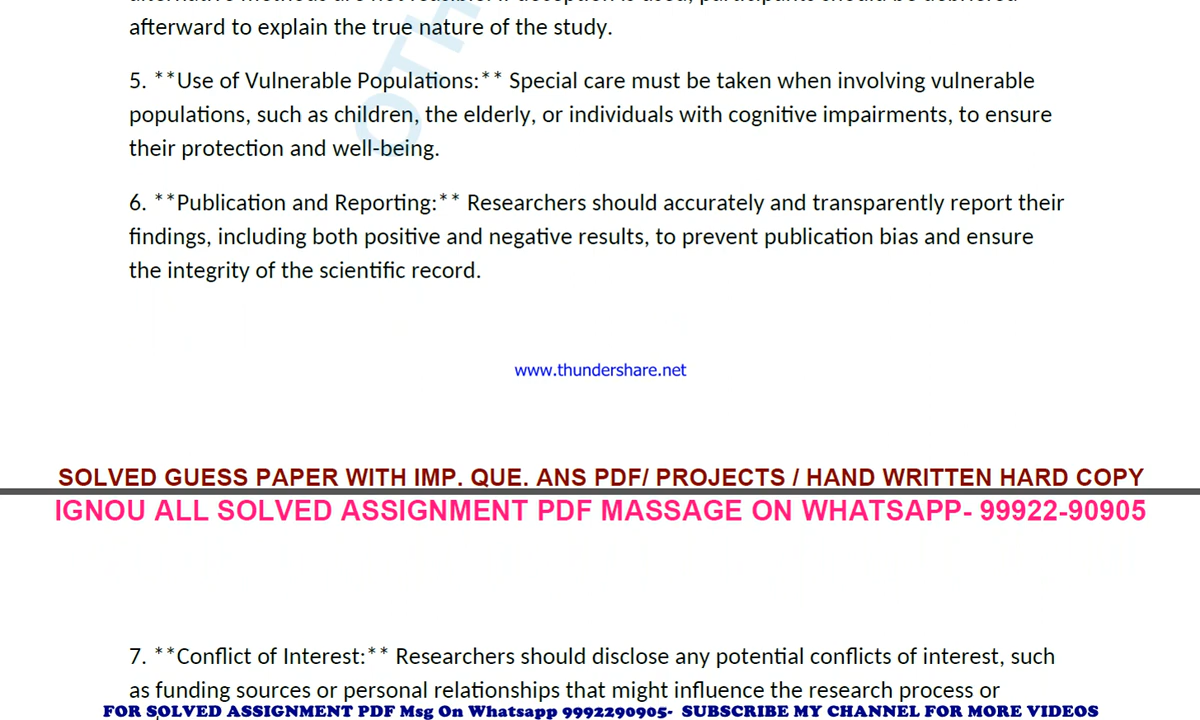 afterward to explain the true nature of the study.
5. **Use of Vulnerable Populations:** Special care must be taken when involving vulnerable
populations, such as children, the elderly, or individuals with cognitive impairments, to ensure
their protection and well-being.
6. **Publication and Reporting:** Researchers should accurately and transparently report their
findings, including both positive and negative results, to prevent publication bias and ensure
the integrity of the scientific record.
www.thundershare.net
SOLVED GUESS PAPER WITH IMP. QUE. ANS PDF/ PROJECTS / HAND WRITTEN HARD COPY
IGNOU ALL SOLVED ASSIGNMENT PDF MASSAGE ON WHATSAPP- 99922-90905
7. **Conflict of Interest:** Researchers should disclose any potential conflicts of interest, such
as funding sources or personal relationships that might influence the research process or
FOR SOLVED ASSIGNMENT PDF Msg On Whatsapp 9992290905- SUBSCRIBE MY CHANNEL FOR MORE VIDEOS